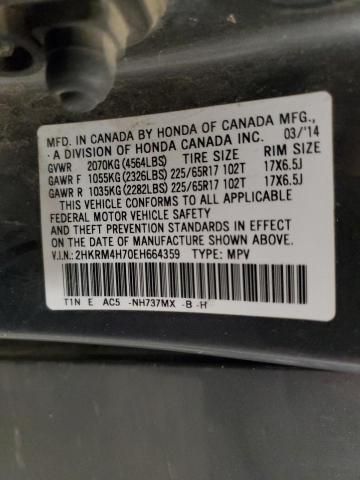 MFD. IN CANADA BY HONDA OF CANADA MFG.,
A DIVISION OF HONDA CANADA INC. 03/'14
GVWR 2070KG (4564LBS) TIRE SIZE RIM SIZE
GAWR F 1055KG (2326LBS) 225/65R17 102T 17X6.5J
GAWR R 1035KG (2282LBS) 225/65R17 102T 17X6.5J
THIS VEHICLE CONFORMS TO ALL APPLICABLE
FEDERAL MOTOR VEHICLE SAFETY BUMPER
AND THEFT PREVENTION STANDARDS IN EFFECT
ON THE DATE OF MANUFACTURE SHOWN ABOVE.
V.I.N.: 2HKRM4H70EH664359 TYPE: MPV
T1N E AC5 -NH737MX -B -H